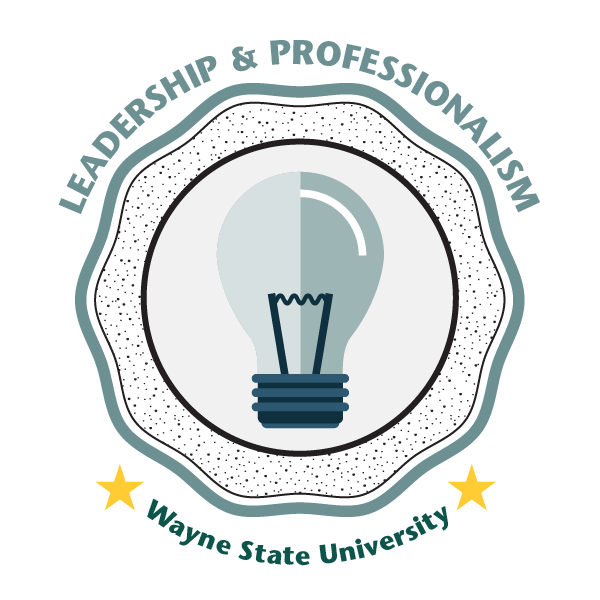 LEADERSHIP & PROFESSIONALISM
Wayne State University